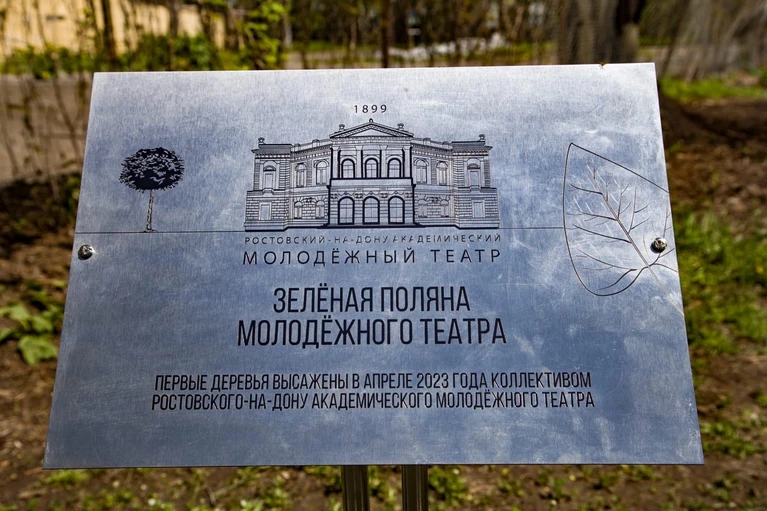 1899
РОСТОВСКИЙ-НА-ДОНУ АКАДЕМИЧЕСКИЙ
МОЛОДЁЖНЫЙ ТЕАТР
ЗЕЛЁНАЯ ПОЛЯНА
МОЛОДЁЖНОГО ТЕАТРА
ПЕРВЫЕ ДЕРЕВЬЯ ВЫСАЖЕНЫ В АПРЕЛЕ 2023 ГОДА КОЛЛЕКТИВОМ
РОСТОВСКОГО-НА-ДОНУ АКАДЕМИЧЕСКОГО МОЛОДЁЖНОГО ТЕАТРА